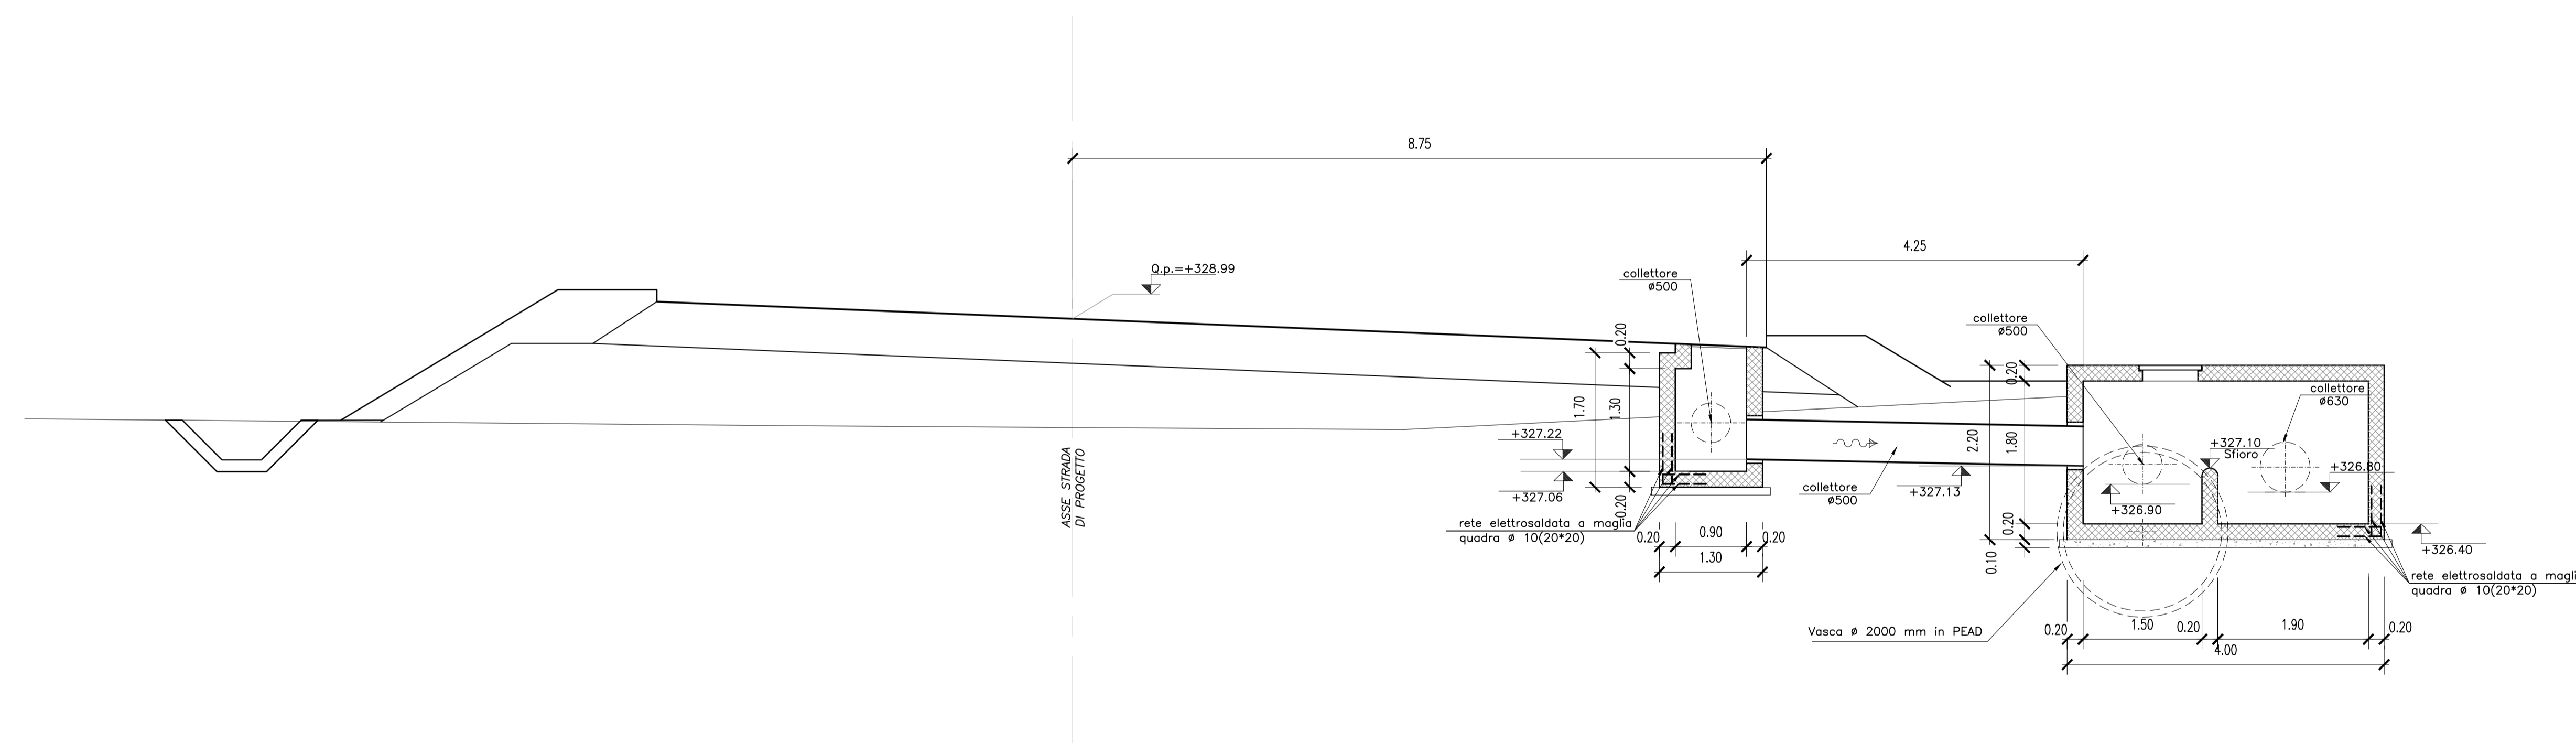 8.75
4.25
Q.p.=+328.99
collettore
ø500
collettore
ø500
0.20
1.70
1.30
0.20
+327.22
+327.06
rete elettrosaldata a maglia
quadra ø 10(20*20)
0.20
0.90
0.20
1.30
collettore
ø500
+327.13
0.20
2.20
1.80
0.20
0.10
collettore
ø630
+327.10
Sfioro
+326.80
+326.90
+326.40
rete elettrosaldata a magli
quadra ø 10(20*20)
Vasca ø 2000 mm in PEAD
0.20
1.50
0.20
1.90
0.20
4.00
ASSE STRADA
DI PROGETTO